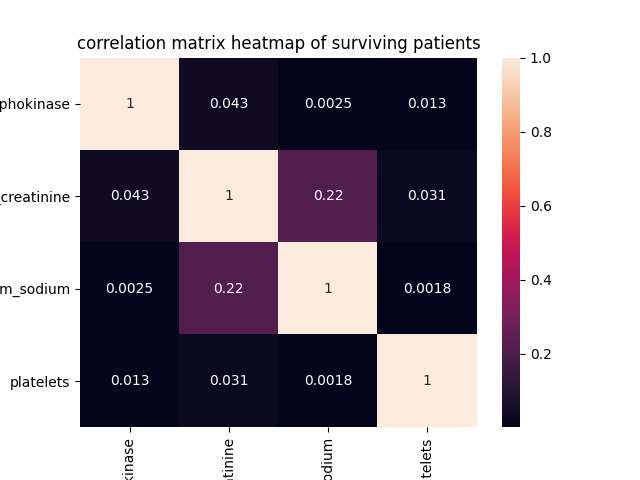 correlation matrix heatmap of surviving patients
phokinase 1 0.043 0.0025 0.013
_creatinine 0.043 1 0.22 0.031
m_sodium 0.0025 0.22 1 0.0018
platelets 0.013 0.031 0.0018 1
kinase
tinine
odium
telets
1.0
0.8
0.6
0.4
0.2